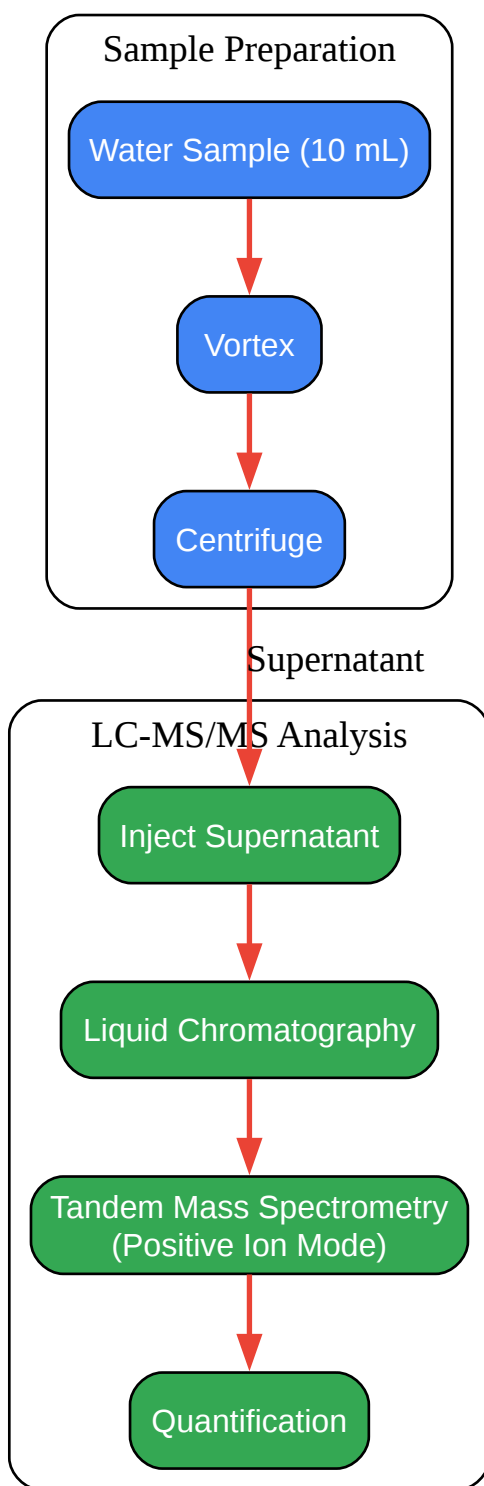 Sample Preparation
Water Sample (10 mL)
Vortex
Centrifuge
Supernatant
LC-MS/MS Analysis
Inject Supernatant
Liquid Chromatography
Tandem Mass Spectrometry
(Positive Ion Mode)
Quantification